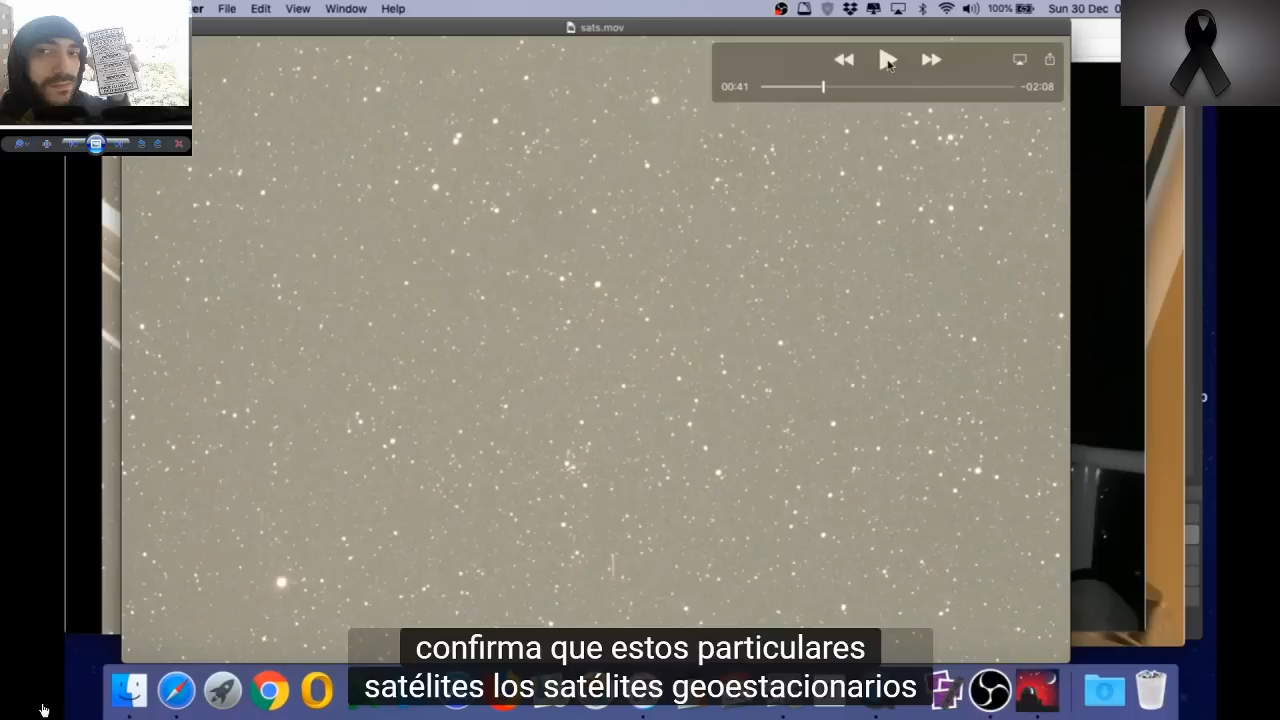 er File Edit View Window Help 100% Sun 30 Dec 0
sats.mov
00:41 -02:08
confirma que estos particulares
satélites los satélites geoestacionarios